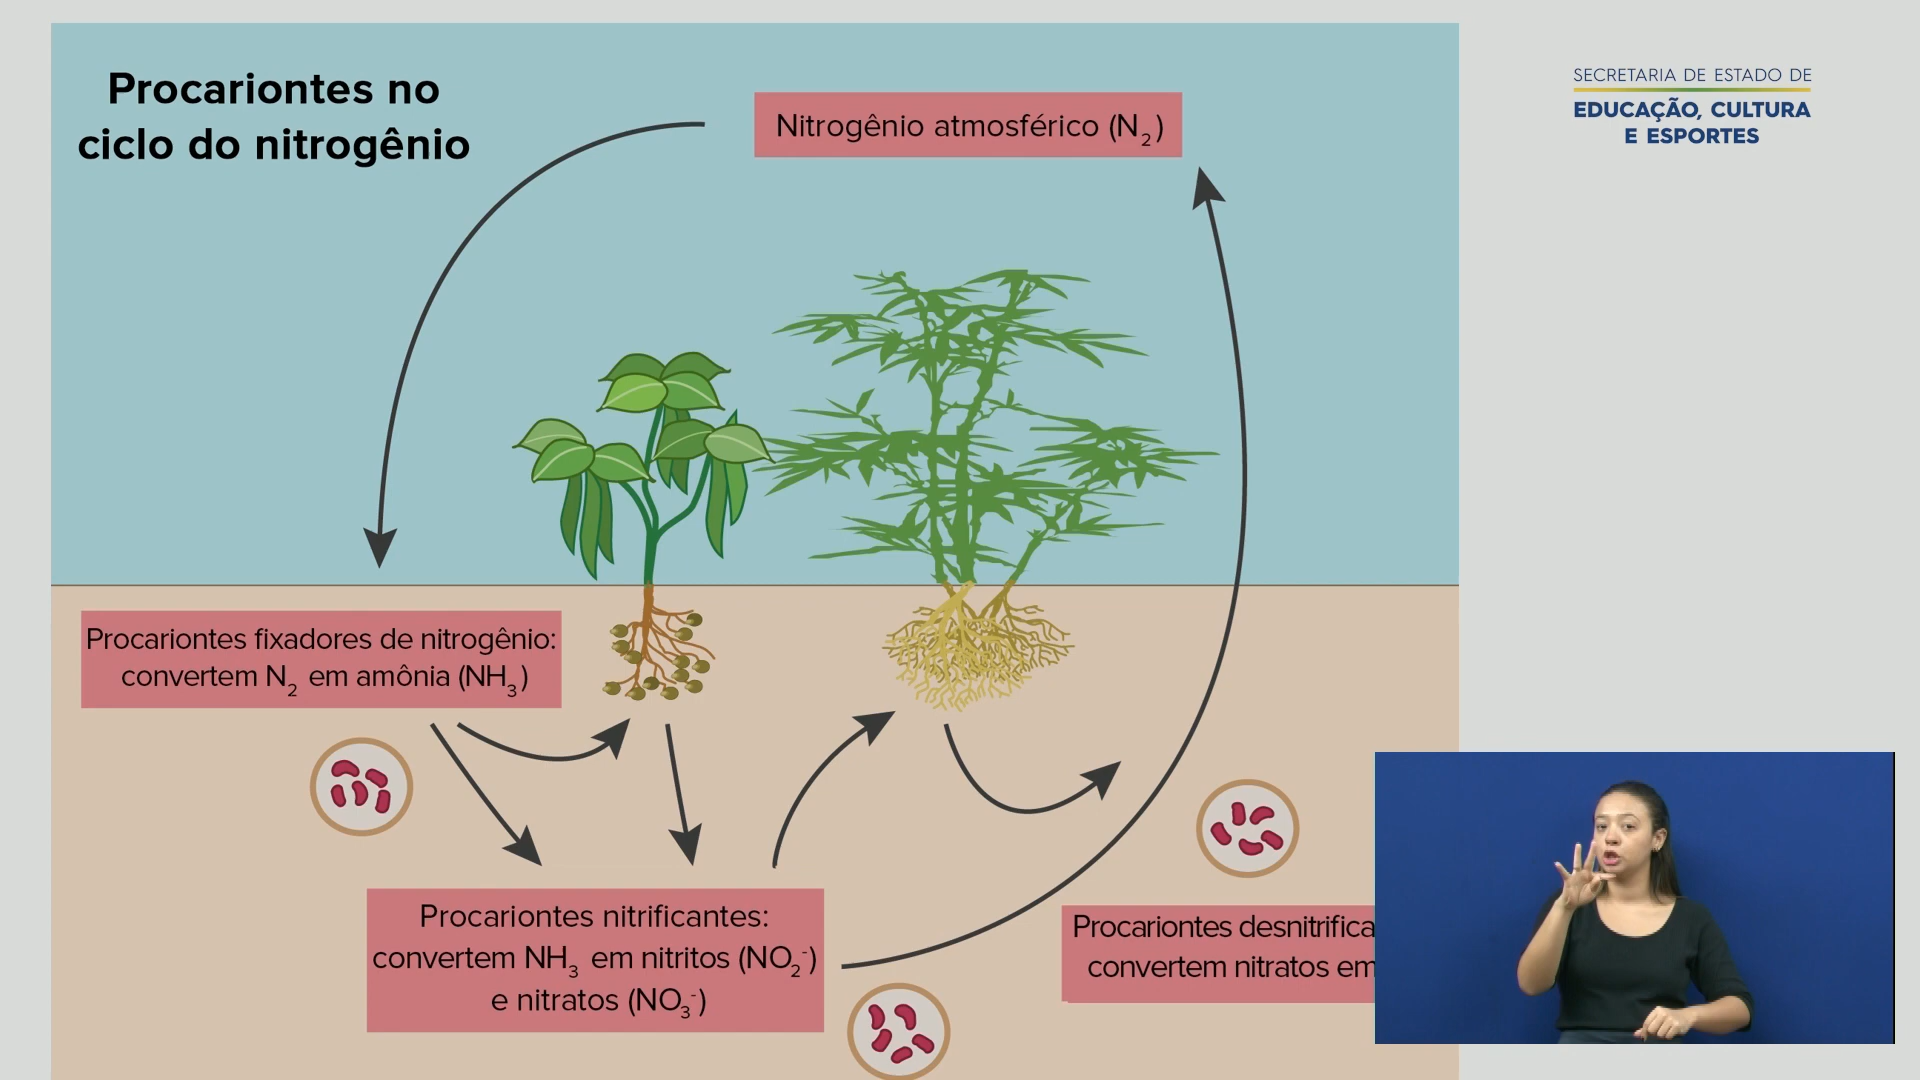 Procariontes no
ciclo do nitrogênio
Nitrogênio atmosférico (N₂)
SECRETARIA DE ESTADO DE
EDUCAÇÃO, CULTURA
E ESPORTES
Procariontes fixadores de nitrogênio:
convertem N₂ em amônia (NH₃)
Procariontes nitrificantes:
convertem NH₃ em nitritos (NO₂⁻)
e nitratos (NO₃⁻)
Procariontes desnitrifica
convertem nitratos em